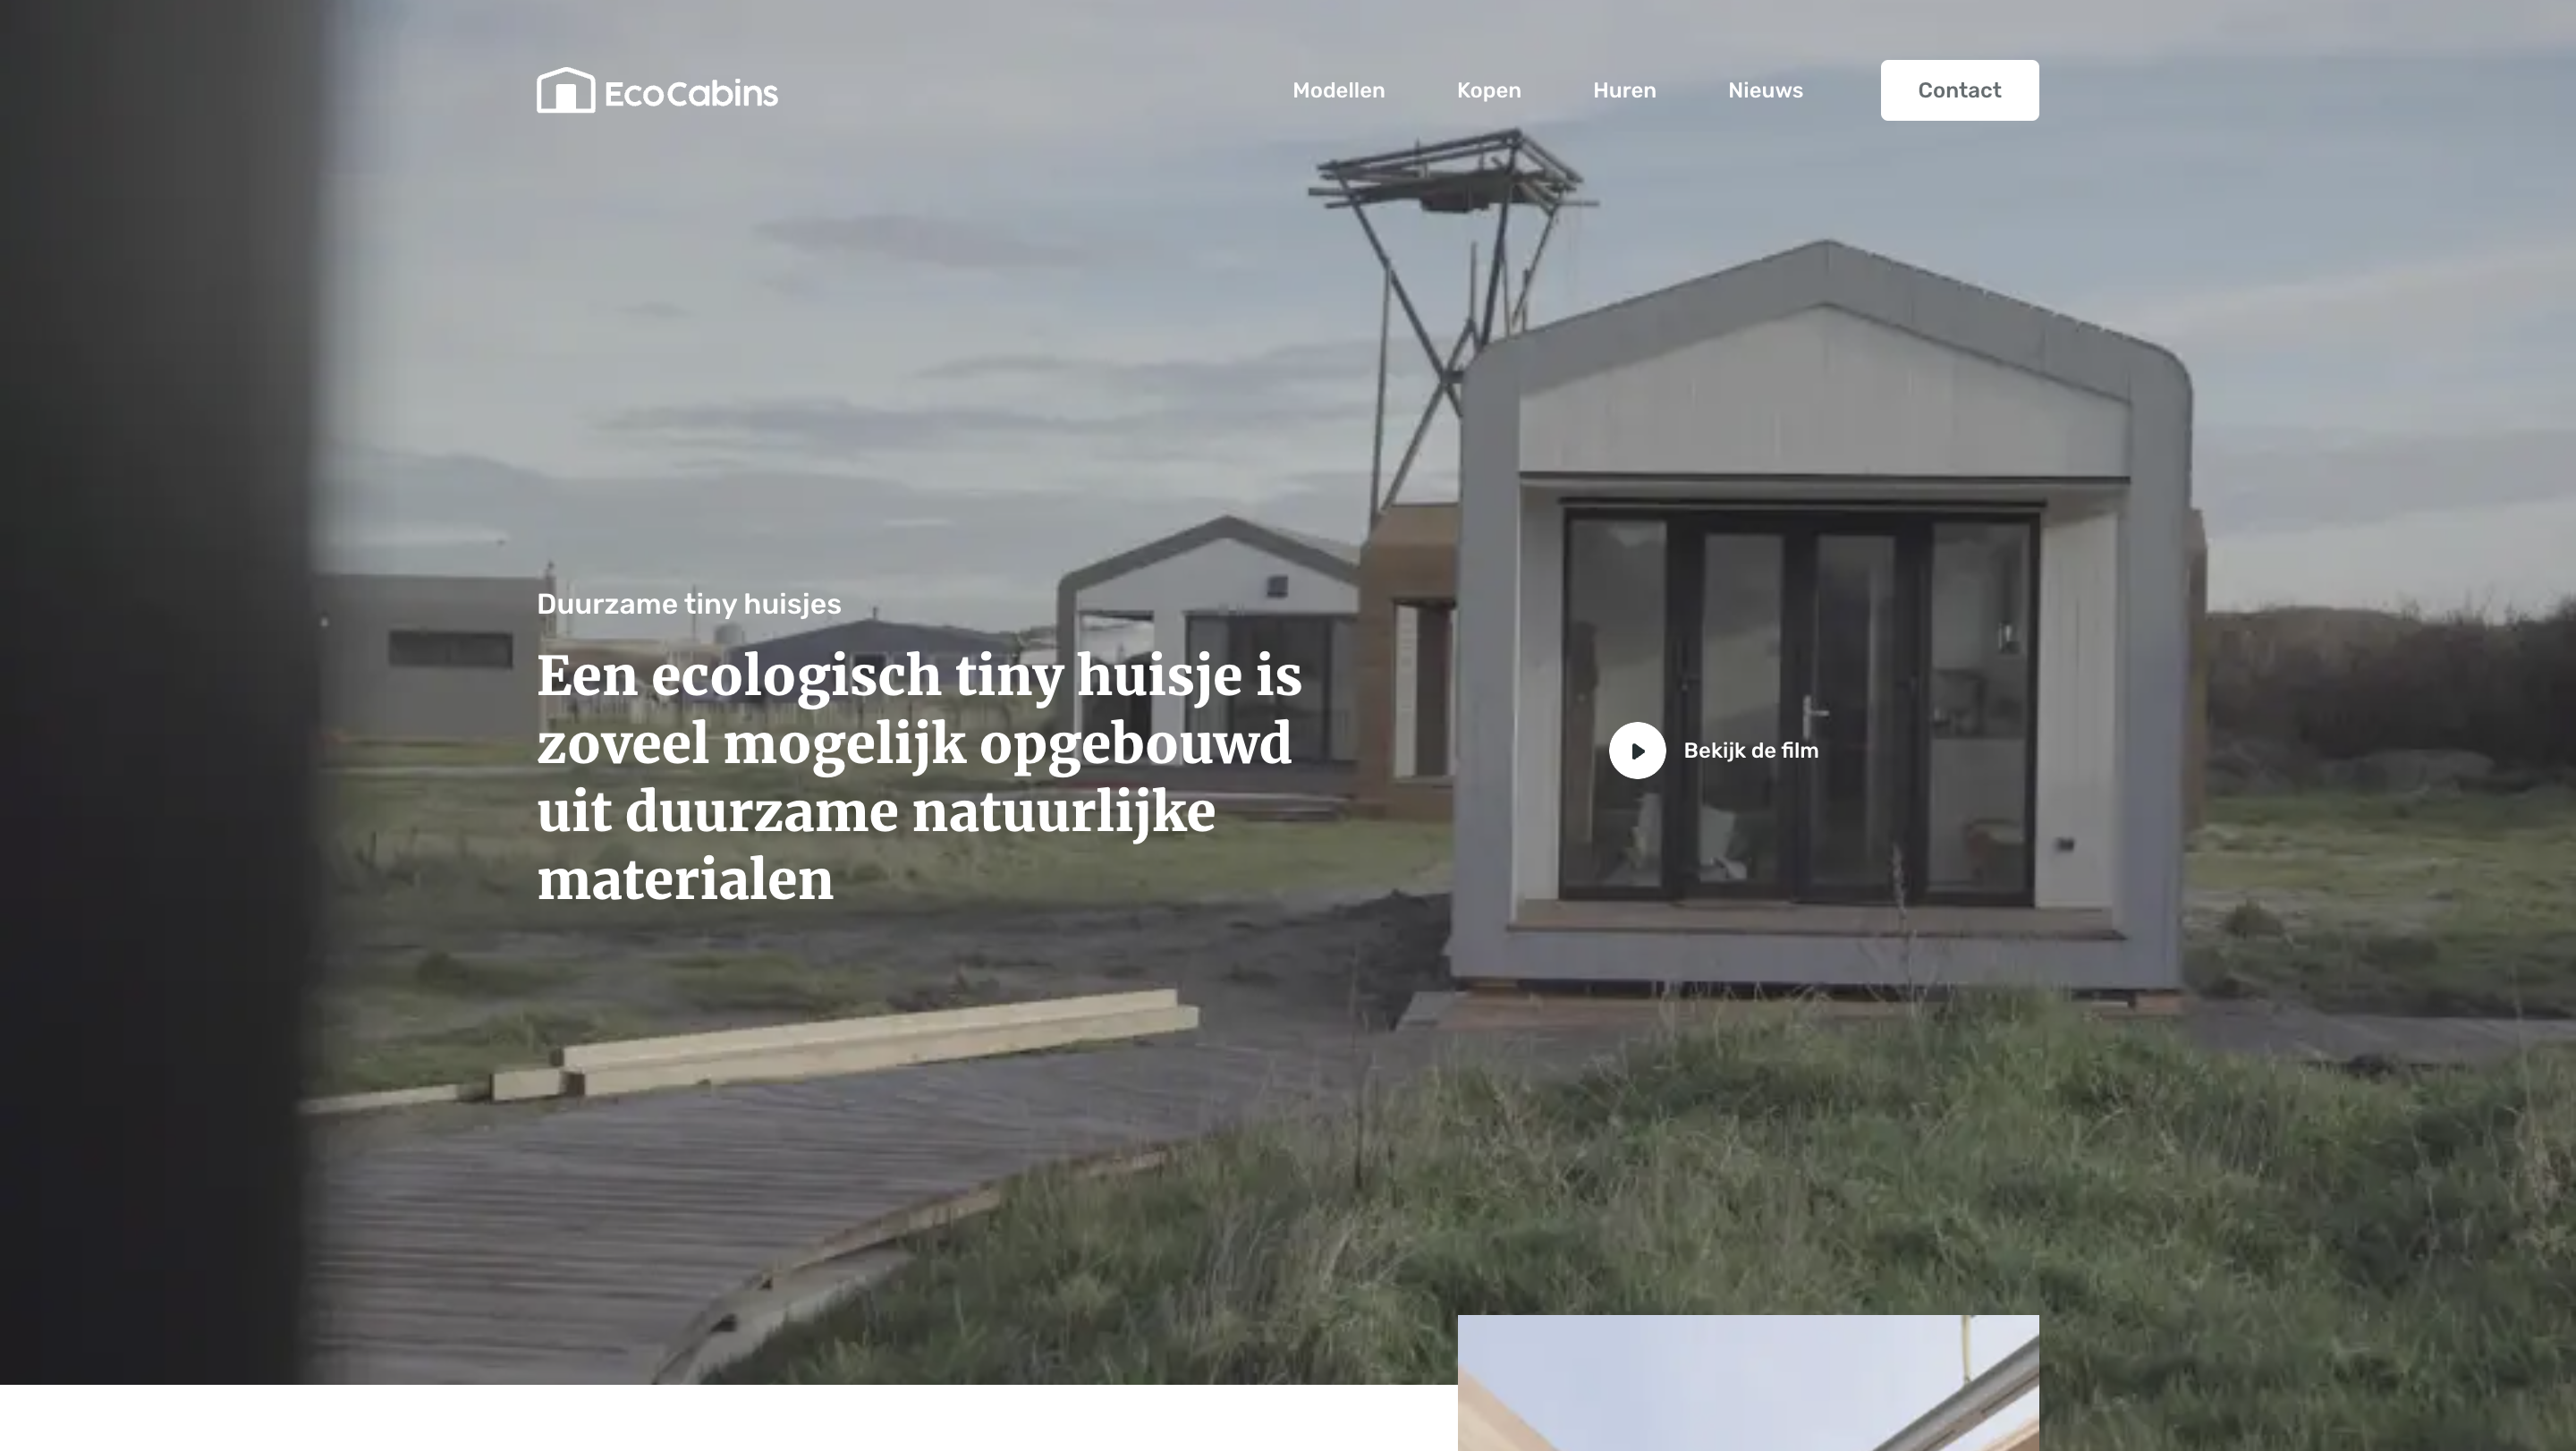 EcoCabins
Modellen
Kopen
Huren
Nieuws
Contact
Duurzame tiny huisjes
Een ecologisch tiny huisje is
zoveel mogelijk opgebouwd
uit duurzame natuurlijke
materialen
Bekijk de film